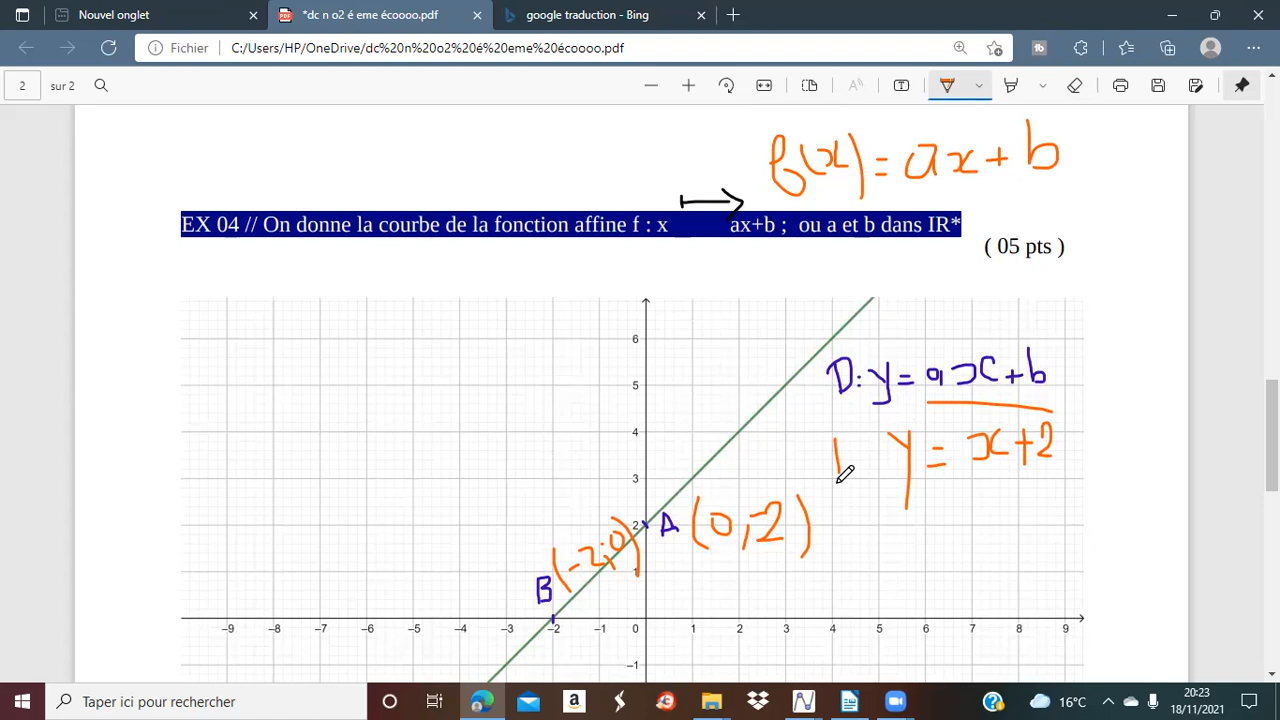 Nouvel onglet
*dc n o2 é eme écoooo.pdf
google traduction - Bing
Fichier C:/Users/HP/OneDrive/dc%20n%20o2%20é%20eme%20écoooo.pdf
2 sur 2
f(x) = ax + b
EX 04 // On donne la courbe de la fonction affine f : x ax+b ; ou a et b dans IR*
( 05 pts )
6
5
4
3
2
1
-1
D: y = ax + b
y = x + 2
A (0, 2)
B (-2; 0)
-9 -8 -7 -6 -5 -4 -3 -2 -1 0 1 2 3 4 5 6 7 8 9
Taper ici pour rechercher
16°C
20:23
18/11/2021